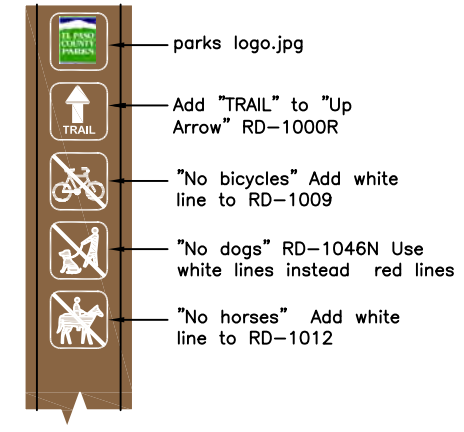 EL PASO
COUNTY
PARKS
parks logo.jpg
TRAIL
Add "TRAIL" to "Up
Arrow" RD-1000R
"No bicycles" Add white
line to RD-1009
"No dogs" RD-1046N Use
white lines instead red lines
"No horses" Add white
line to RD-1012